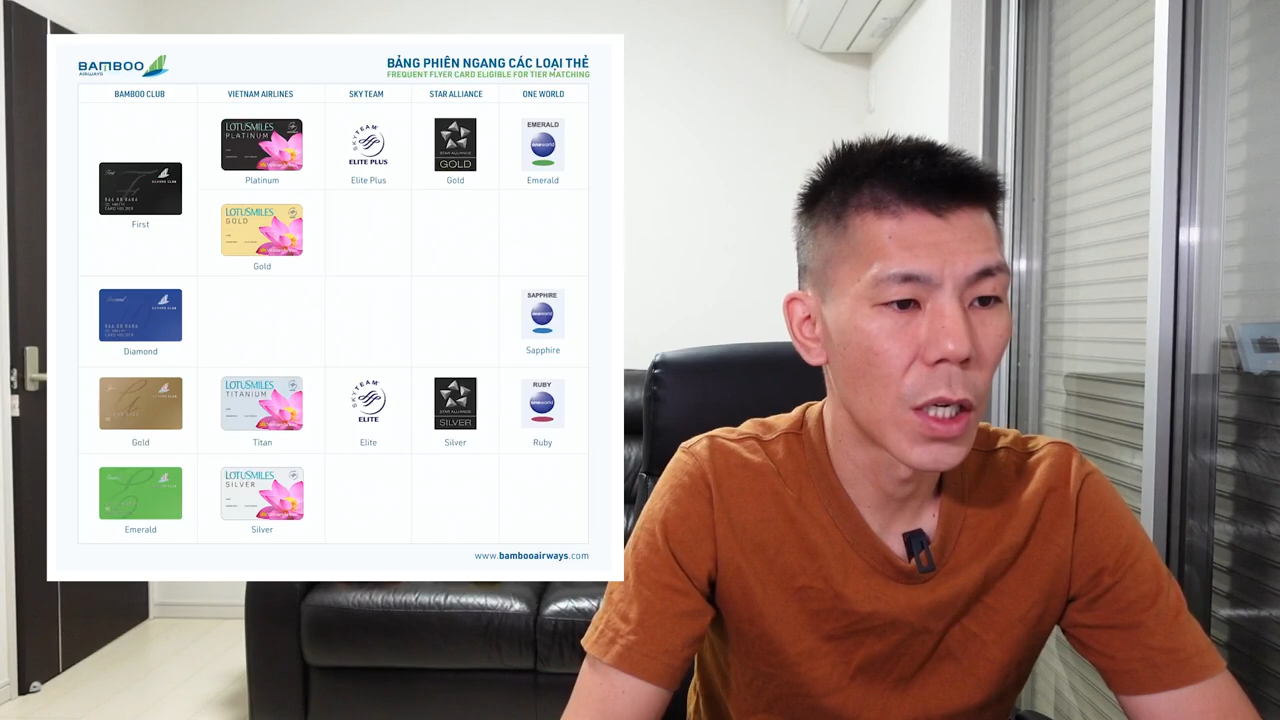 BAMBOO
AIRWAYS
BẢNG PHIÊN NGANG CÁC LOẠI THẺ
FREQUENT FLYER CARD ELIGIBLE FOR TIER MATCHING
BAMBOO CLUB
VIETNAM AIRLINES
SKY TEAM
STAR ALLIANCE
ONE WORLD
First
LOTUSMILES
PLATINUM
Platinum
SKYTEAM
ELITE PLUS
Elite Plus
STAR ALLIANCE
GOLD
Gold
EMERALD
oneworld
Emerald
LOTUSMILES
GOLD
Gold
Diamond
SAPPHIRE
oneworld
Sapphire
Gold
LOTUSMILES
TITANIUM
Titan
SKYTEAM
ELITE
Elite
STAR ALLIANCE
SILVER
Silver
RUBY
oneworld
Ruby
Emerald
LOTUSMILES
SILVER
Silver
www.bambooairways.com